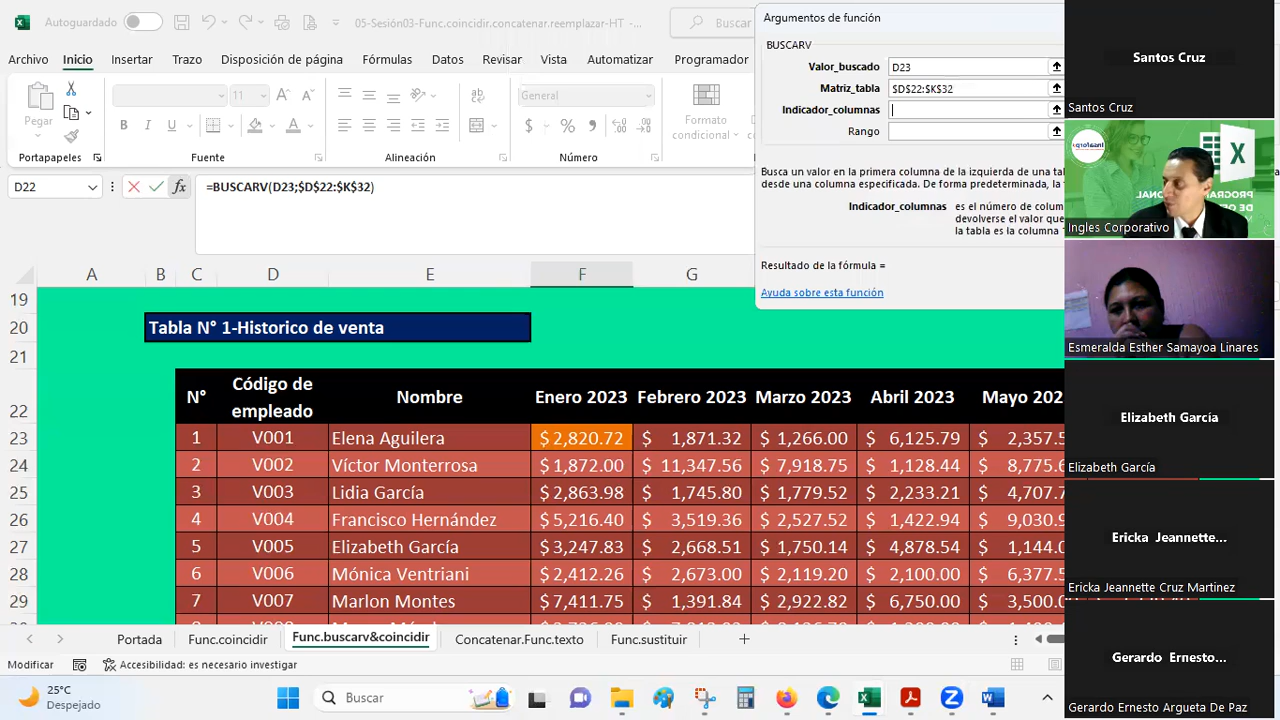 Autoguardado
05-Sesión03-Func.coincidir.concatenar.reemplazar-HT - ...
Buscar
Archivo Inicio Insertar Trazo Disposición de página Fórmulas Datos Revisar Vista Automatizar Programador
Pegar
11
General
Formato
condicional
Portapapeles
Fuente
Alineación
Número
D22
=BUSCARV(D23;$D$22:$K$32)
Argumentos de función
BUSCARV
Valor_buscado D23
Matriz_tabla $D$22:$K$32
Indicador_columnas
Rango
Busca un valor en la primera columna de la izquierda de una
desde una columna especificada. De forma predeterminada, la
Indicador_columnas es el número de
devolverse el valor que
la tabla es la columna
Resultado de la fórmula =
Ayuda sobre esta función
A B C D E F G
19
20 Tabla N° 1-Historico de venta
21
22 N° Código de empleado Nombre Enero 2023 Febrero 2023 Marzo 2023 Abril 2023 Mayo
23 1 V001 Elena Aguilera $ 2,820.72 $ 1,871.32 $ 1,266.00 $ 6,125.79 $
24 2 V002 Víctor Monterrosa $ 1,872.00 $ 11,347.56 $ 7,918.75 $ 1,128.44 $
25 3 V003 Lidia García $ 2,863.98 $ 1,745.80 $ 1,779.52 $ 2,233.21 $
26 4 V004 Francisco Hernández $ 5,216.40 $ 3,519.36 $ 2,527.52 $ 1,422.94 $
27 5 V005 Elizabeth García $ 3,247.83 $ 2,668.51 $ 1,750.14 $ 4,878.54 $
28 6 V006 Mónica Ventriani $ 2,412.26 $ 2,673.00 $ 2,119.20 $ 2,100.00 $
29 7 V007 Marlon Montes $ 7,411.75 $ 1,391.84 $ 2,922.82 $ 6,750.00 $
Portada Func.coincidir Func.buscarv&coincidir Concatenar.Func.texto Func.sustituir
Modificar Accesibilidad: es necesario investigar
25°C
Despejado
Buscar
Santos Cruz
Santos Cruz
Ingles Corporativo
Esmeralda Esther Samayoa Linares
Elizabeth García
Elizabeth García
Ericka Jeannette...
Ericka Jeannette Cruz Martinez
Gerardo Ernesto...
Gerardo Ernesto Argueta De Paz